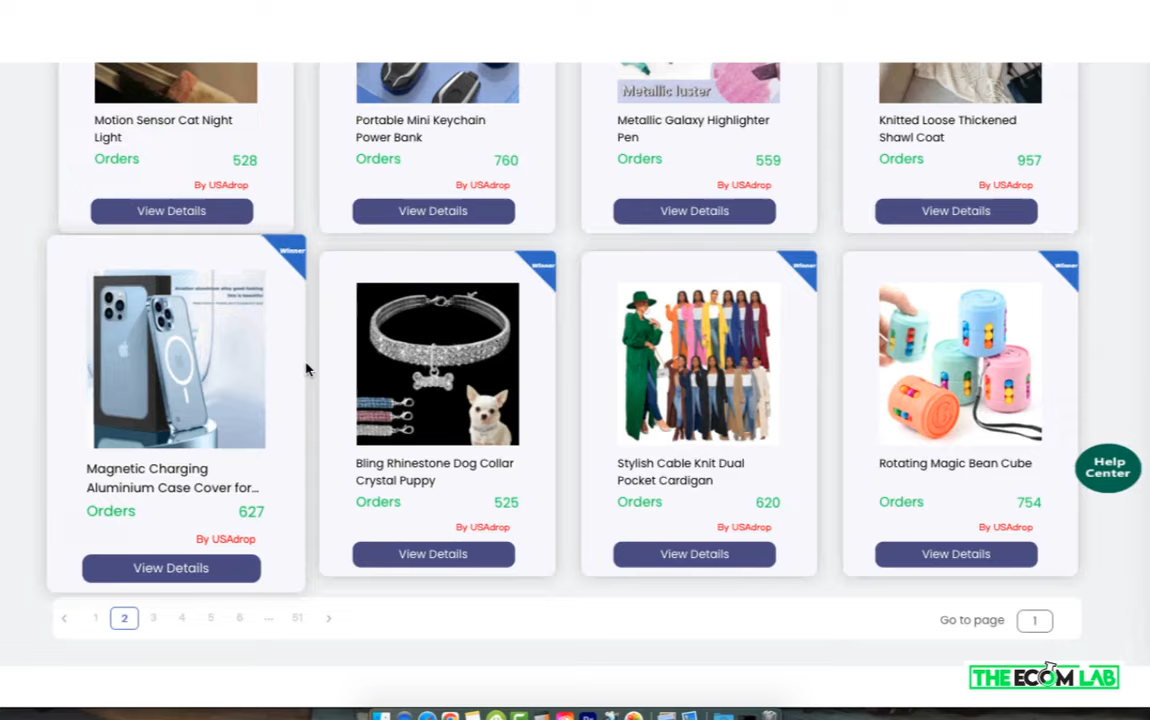 Metallic luster
Motion Sensor Cat Night
Light
Orders 528
By USAdrop
View Details
Portable Mini Keychain
Power Bank
Orders 760
By USAdrop
View Details
Metallic Galaxy Highlighter
Pen
Orders 559
By USAdrop
View Details
Knitted Loose Thickened
Shawl Coat
Orders 957
By USAdrop
View Details
Winner
Magnetic Charging
Aluminium Case Cover for...
Orders 627
By USAdrop
View Details
Winner
Bling Rhinestone Dog Collar
Crystal Puppy
Orders 525
By USAdrop
View Details
Winner
Stylish Cable Knit Dual
Pocket Cardigan
Orders 620
By USAdrop
View Details
Winner
Rotating Magic Bean Cube
Orders 754
By USAdrop
View Details
Help
Center
< 1 2 3 4 5 6 ... 51 >
Go to page 1
THE ECOM LAB